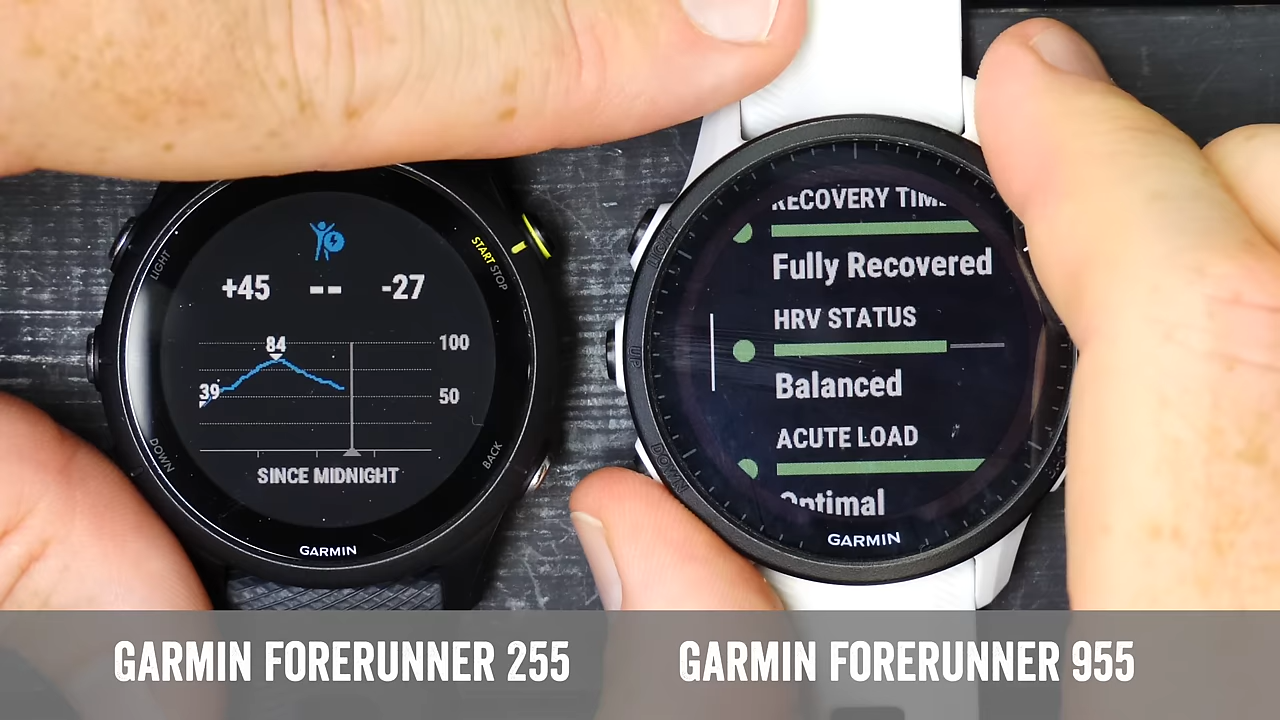 LIGHT
START STOP
+45 -- -27
84
39
100
50
SINCE MIDNIGHT
DOWN
BACK
GARMIN
RECOVERY TIME
Fully Recovered
HRV STATUS
Balanced
ACUTE LOAD
Optimal
LIGHT
UP
DOWN
GARMIN
GARMIN FORERUNNER 255
GARMIN FORERUNNER 955